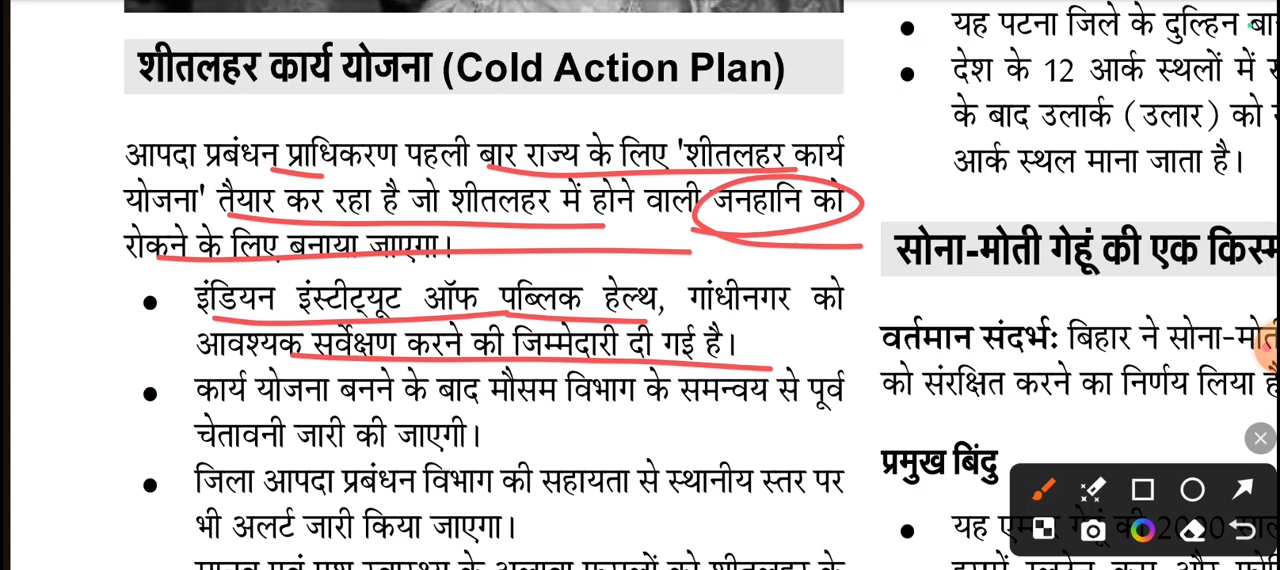 शीतलहर कार्य योजना (Cold Action Plan)
आपदा प्रबंधन प्राधिकरण पहली बार राज्य के लिए 'शीतलहर कार्य
योजना' तैयार कर रहा है जो शीतलहर में होने वाली जनहानि को
रोकने के लिए बनाया जाएगा।
● इंडियन इंस्टीट्यूट ऑफ पब्लिक हेल्थ, गांधीनगर को
आवश्यक सर्वेक्षण करने की जिम्मेदारी दी गई है।
● कार्य योजना बनने के बाद मौसम विभाग के समन्वय से पूर्व
चेतावनी जारी की जाएगी।
● जिला आपदा प्रबंधन विभाग की सहायता से स्थानीय स्तर पर
भी अलर्ट जारी किया जाएगा।
● यह पटना जिले के दुल्हिन
● देश के 12 आर्क स्थलों में
के बाद उलार्क (उलार) को
आर्क स्थल माना जाता है।
सोना-मोती गेहूं की एक किस्म
वर्तमान संदर्भः बिहार ने सोना-मोती
को संरक्षित करने का निर्णय लिया
प्रमुख बिंदु
● यह